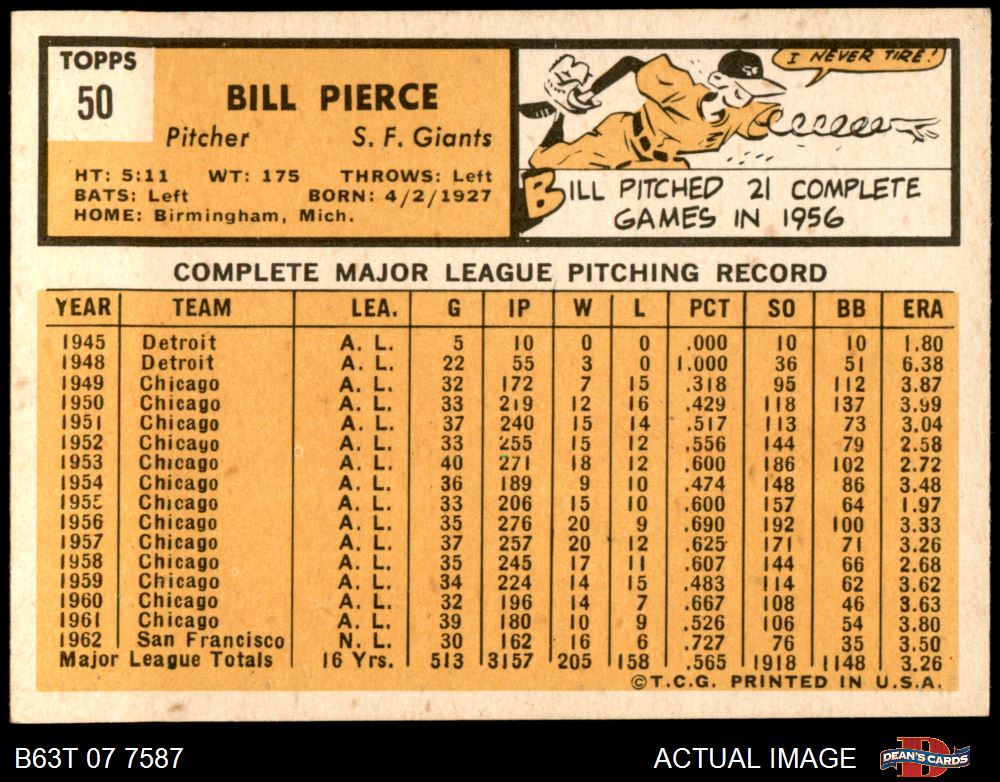 TOPPS
50
BILL PIERCE
Pitcher S. F. Giants
HT: 5:11 WT: 175 THROWS: Left
BATS: Left BORN: 4/2/1927
HOME: Birmingham, Mich.
I NEVER TIRE!
BILL PITCHED 21 COMPLETE
GAMES IN 1956
COMPLETE MAJOR LEAGUE PITCHING RECORD
YEAR TEAM LEA. G IP W L PCT SO BB ERA
1945 Detroit A. L. 5 10 0 0 .000 10 10 1.80
1948 Detroit A. L. 22 55 3 0 1.000 36 51 6.38
1949 Chicago A. L. 32 172 7 15 .318 95 112 3.87
1950 Chicago A. L. 33 219 12 16 .429 118 137 3.99
1951 Chicago A. L. 37 240 15 14 .517 113 73 3.04
1952 Chicago A. L. 33 255 15 12 .556 144 79 2.58
1953 Chicago A. L. 40 271 18 12 .600 186 102 2.72
1954 Chicago A. L. 36 189 9 10 .474 148 86 3.48
1955 Chicago A. L. 33 206 15 10 .600 157 64 1.97
1956 Chicago A. L. 35 276 20 9 .690 192 100 3.33
1957 Chicago A. L. 37 257 20 12 .625 171 71 3.26
1958 Chicago A. L. 35 245 17 11 .607 144 66 2.68
1959 Chicago A. L. 34 224 14 15 .483 114 62 3.62
1960 Chicago A. L. 32 196 14 7 .667 108 46 3.63
1961 Chicago A. L. 39 180 10 9 .526 106 54 3.80
1962 San Francisco N. L. 30 162 16 6 .727 76 35 3.50
Major League Totals 16 Yrs. 513 3157 205 158 .565 1918 1148 3.26
©T.C.G. PRINTED IN U.S.A.
B63T 07 7587 ACTUAL IMAGE DEAN'S CARDS